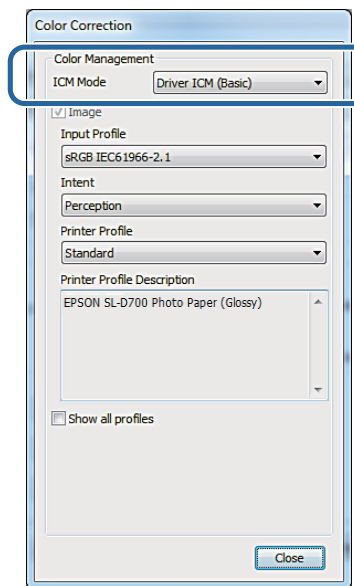 Color Correction
Color Management
ICM Mode Driver ICM (Basic)
Image
Input Profile
sRGB IEC61966-2.1
Intent
Perception
Printer Profile
Standard
Printer Profile Description
EPSON SL-D700 Photo Paper (Glossy)
Show all profiles
Close